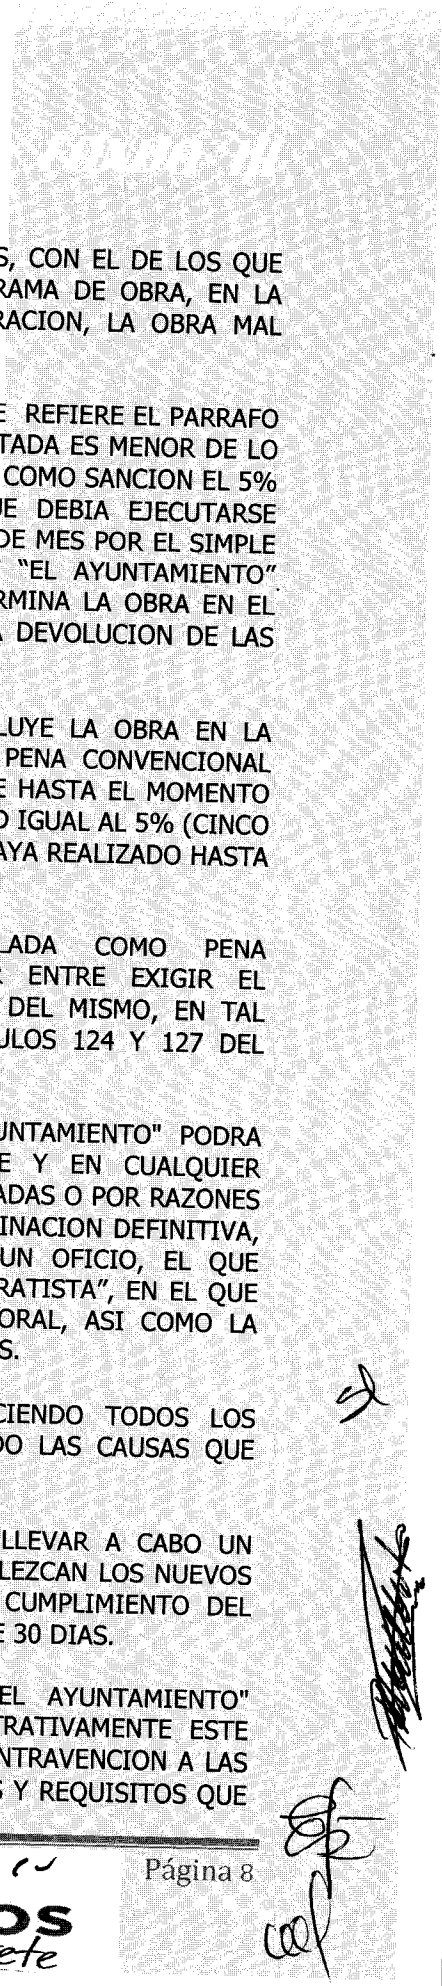 S, CON EL DE LOS QUE
RAMA DE OBRA, EN LA
RACION, LA OBRA MAL
E REFIERE EL PARRAFO
TADA ES MENOR DE LO
COMO SANCION EL 5%
UE DEBIA EJECUTARSE
DE MES POR EL SIMPLE
"EL AYUNTAMIENTO"
RMINA LA OBRA EN EL
A DEVOLUCION DE LAS
LUYE LA OBRA EN LA
PENA CONVENCIONAL
E HASTA EL MOMENTO
O IGUAL AL 5% (CINCO
AYA REALIZADO HASTA
LADA COMO PENA
R ENTRE EXIGIR EL
DEL MISMO, EN TAL
ULOS 124 Y 127 DEL
UNTAMIENTO" PODRA
E Y EN CUALQUIER
ADAS O POR RAZONES
INACION DEFINITIVA,
UN OFICIO, EL QUE
RATISTA", EN EL QUE
ORAL, ASI COMO LA
S.
CIENDO TODOS LOS
DO LAS CAUSAS QUE
LLEVAR A CABO UN
LEZCAN LOS NUEVOS
CUMPLIMIENTO DEL
E 30 DIAS.
EL AYUNTAMIENTO"
TRATIVAMENTE ESTE
NTRAVENCION A LAS
S Y REQUISITOS QUE
Página 8
os
ete